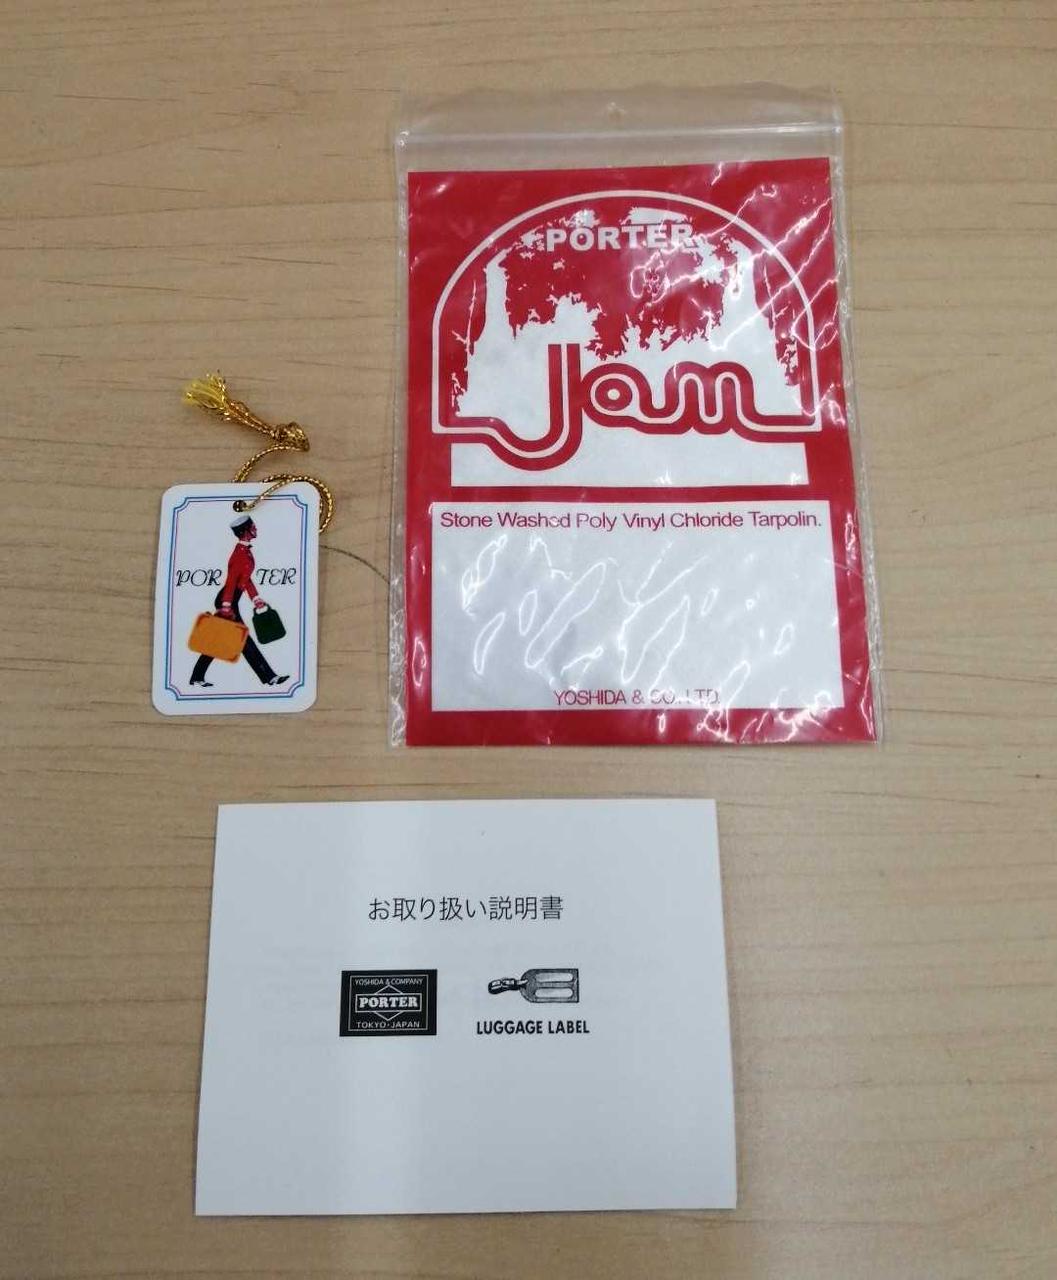 PORTER
Jam
Stone Washed Poly Vinyl Chloride Tarpolin.
YOSHIDA & CO., LTD.
PORTER
お取り扱い説明書
YOSHIDA & COMPANY
PORTER
TOKYO・JAPAN
LUGGAGE LABEL